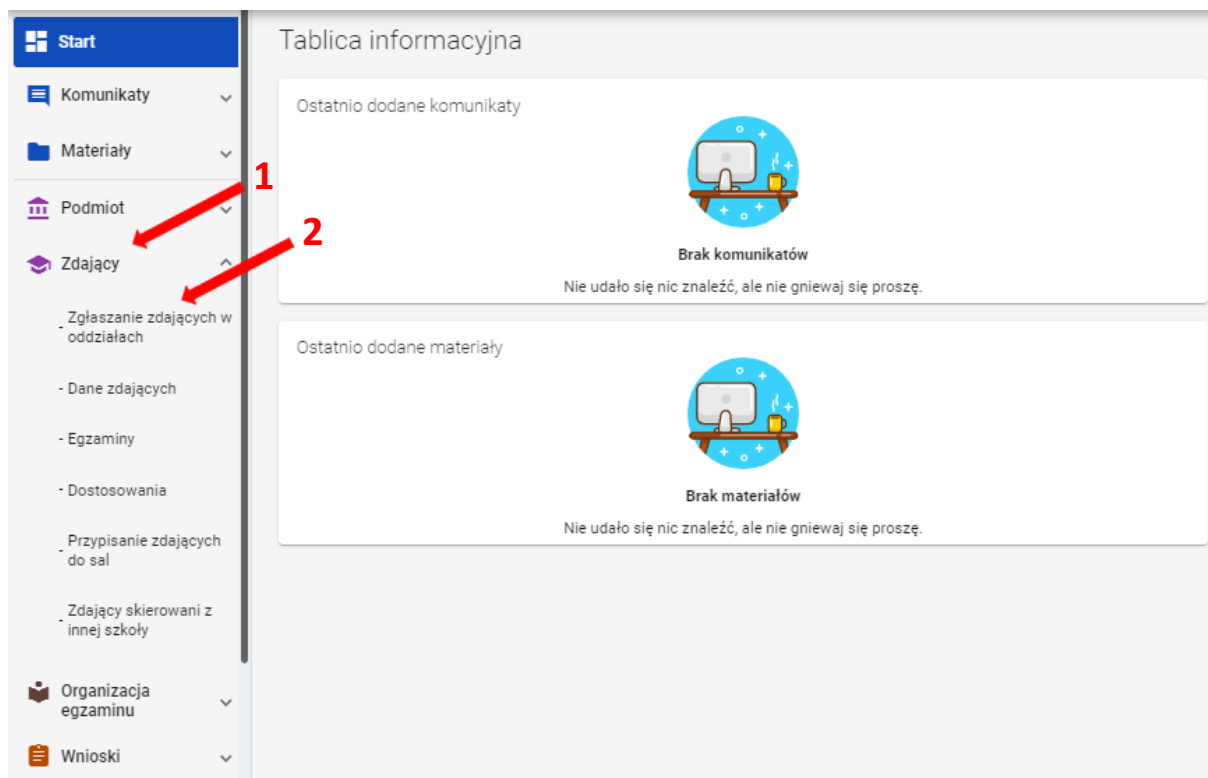 Start
Komunikaty
Materiały
1
Podmiot
2
Zdający
- Zgłaszanie zdających w
oddziałach
- Dane zdających
- Egzaminy
- Dostosowania
- Przypisanie zdających
do sal
- Zdający skierowani z
innej szkoły
Organizacja
egzaminu
Wnioski
Tablica informacyjna
Ostatnio dodane komunikaty
Brak komunikatów
Nie udało się nic znaleźć, ale nie gniewaj się proszę.
Ostatnio dodane materiały
Brak materiałów
Nie udało się nic znaleźć, ale nie gniewaj się proszę.